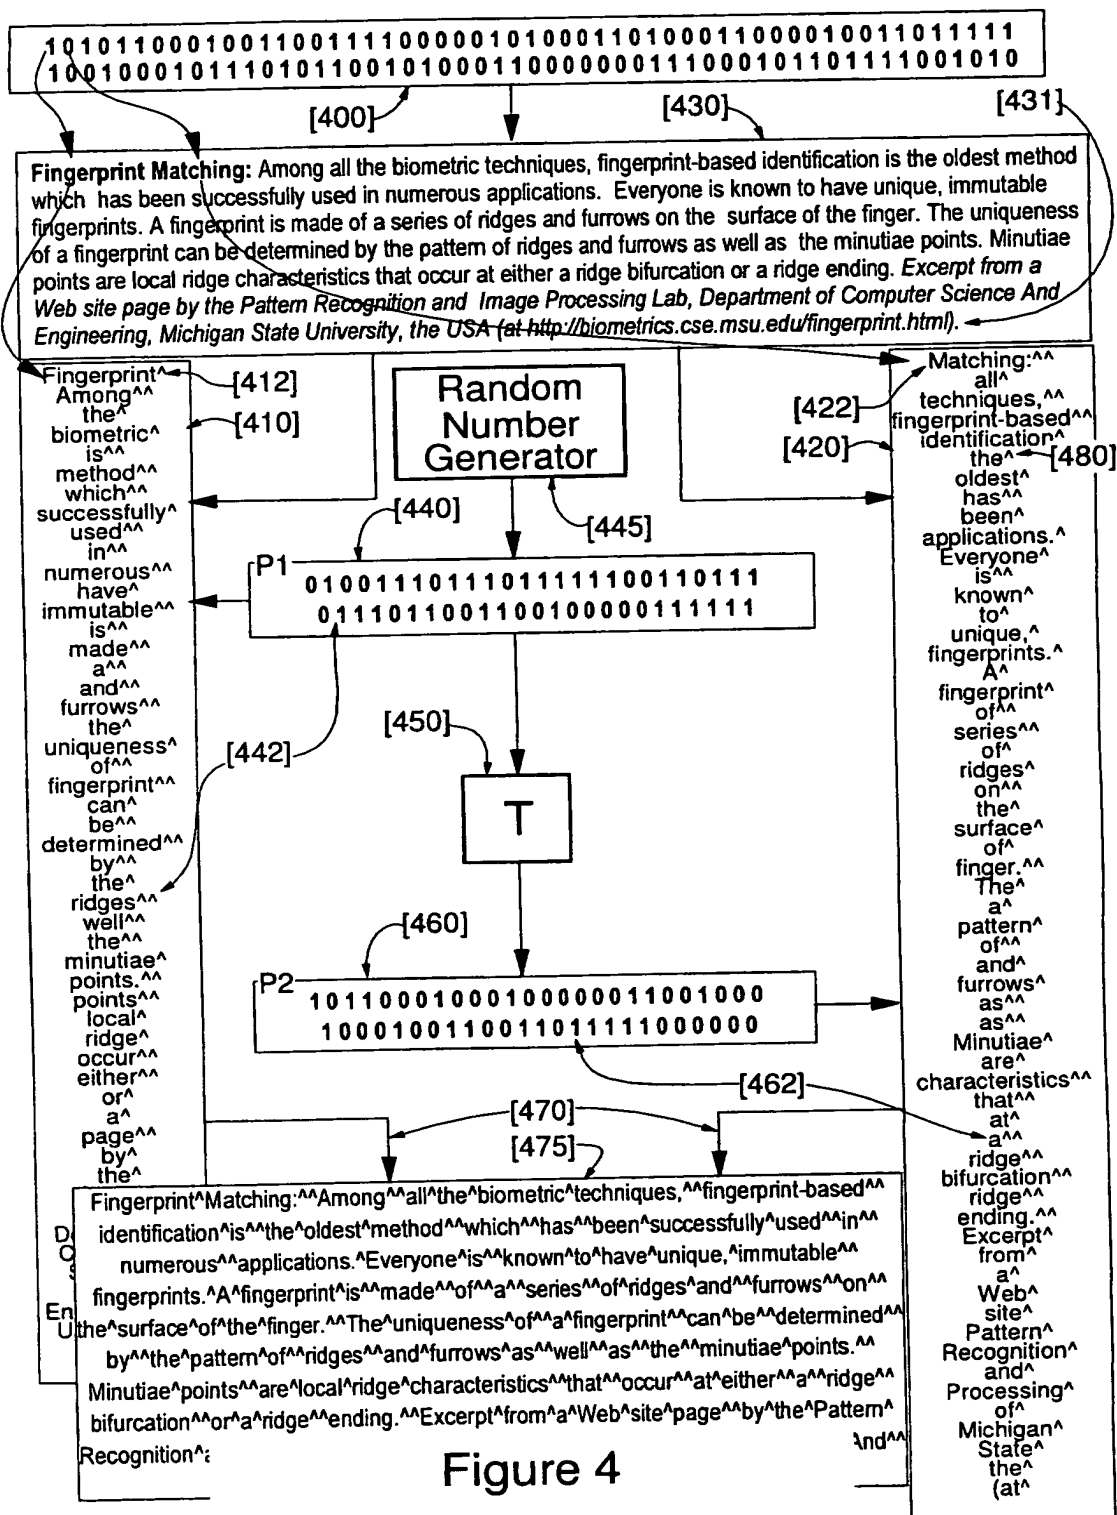 1010110001001100111100000101000110100011000010011011111
1001000101110101100101000110000000111000101101111001010
[400]
[430]
[431]
Fingerprint Matching: Among all the biometric techniques, fingerprint-based identification is the oldest method
which has been successfully used in numerous applications. Everyone is known to have unique, immutable
fingerprints. A fingerprint is made of a series of ridges and furrows on the surface of the finger. The uniqueness
of a fingerprint can be determined by the pattern of ridges and furrows as well as the minutiae points. Minutiae
points are local ridge characteristics that occur at either a ridge bifurcation or a ridge ending. Excerpt from a
Web site page by the Pattern Recognition and Image Processing Lab, Department of Computer Science And
Engineering, Michigan State University, the USA (at http://biometrics.cse.msu.edu/fingerprint.html).
Fingerprint^
Among^^
the^
biometric^
is^^
method^^
which^^
successfully^
used^^
in^^
numerous^^
have^
immutable^^
is^^
made^^
a^^
and^^
furrows^^
the^
uniqueness^
of^^
fingerprint^^
can^
be^^
determined^^
by^^
the^
ridges^^
well^^
the^^
minutiae^
points.^^
points^^
local^
ridge^
occur^^
either^^
or^
a^
page^^
by^
the^
[412]
[410]
Random
Number
Generator
[445]
[440]
P1
010011101110111111100110111
01110110011001000001111111
[442]
[450]
T
[460]
P2
101100010001000000011001000
10001001100110111111000000
[462]
[470]
[475]
[422]
[420]
[480]
Matching:^^
all^
techniques,^^
fingerprint-based^^
identification^
the^
oldest^
has^^
been^
applications.^
Everyone^
is^^
known^
to^
unique,^
fingerprints.^
A^
fingerprint^
of^^
series^^
of^
ridges^
on^^
the^
surface^
of^
finger.^^
The^
a^
pattern^
of^^
and^
furrows^
as^^
as^^
Minutiae^
are^
characteristics^^
that^^
at^
a^^
ridge^^
bifurcation^^
ridge^^
ending.^^
Excerpt^
from^
a^
Web^
site^
Pattern^
Recognition^
and^
Processing^
of^
Michigan^
State^
the^
(at^
Fingerprint^Matching:^^Among^^all^the^biometric^techniques,^^fingerprint-based^^
identification^is^^the^oldest^method^^which^^has^^been^successfully^used^^in^^
numerous^^applications.^Everyone^is^^known^to^have^unique,^immutable^^
fingerprints.^A^fingerprint^is^^made^^of^^a^^series^^of^ridges^and^^furrows^^on^^
the^surface^of^the^finger.^^The^uniqueness^of^^a^fingerprint^^can^be^^determined^^
by^^the^pattern^of^^ridges^^and^furrows^as^^well^^as^^the^^minutiae^points.^^
Minutiae^points^^are^local^ridge^characteristics^^that^^occur^^at^either^^a^^ridge^^
bifurcation^^or^a^ridge^^ending.^^Excerpt^from^a^Web^site^page^^by^the^Pattern^
Recognition^ And^^
Figure 4